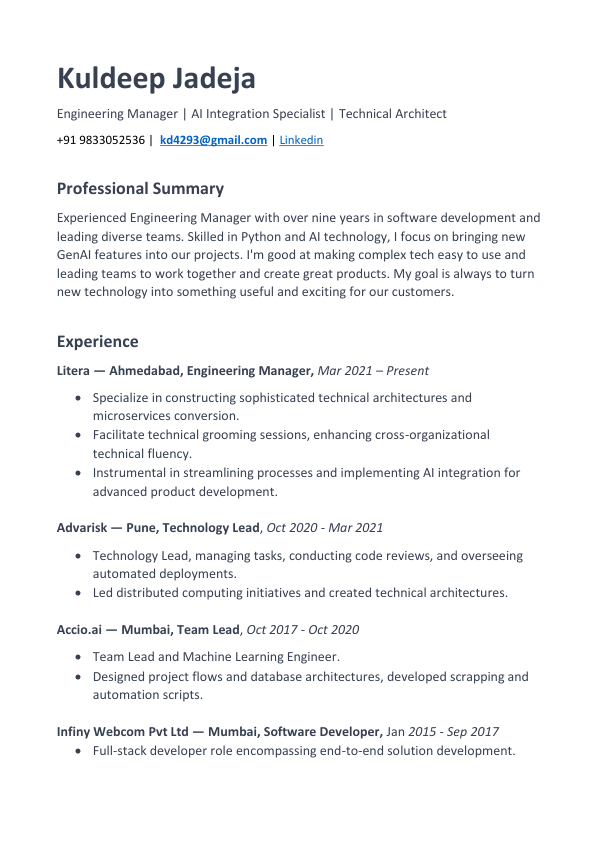 Kuldeep Jadeja
Engineering Manager | AI Integration Specialist | Technical Architect
+91 9833052536 | kd4293@gmail.com | Linkedin
Professional Summary
Experienced Engineering Manager with over nine years in software development and
leading diverse teams. Skilled in Python and AI technology, I focus on bringing new
GenAI features into our projects. I'm good at making complex tech easy to use and
leading teams to work together and create great products. My goal is always to turn
new technology into something useful and exciting for our customers.
Experience
Litera — Ahmedabad, Engineering Manager, Mar 2021 – Present
• Specialize in constructing sophisticated technical architectures and
microservices conversion.
• Facilitate technical grooming sessions, enhancing cross-organizational
technical fluency.
• Instrumental in streamlining processes and implementing AI integration for
advanced product development.
Advarisk — Pune, Technology Lead, Oct 2020 - Mar 2021
• Technology Lead, managing tasks, conducting code reviews, and overseeing
automated deployments.
• Led distributed computing initiatives and created technical architectures.
Accio.ai — Mumbai, Team Lead, Oct 2017 - Oct 2020
• Team Lead and Machine Learning Engineer.
• Designed project flows and database architectures, developed scrapping and
automation scripts.
Infiny Webcom Pvt Ltd — Mumbai, Software Developer, Jan 2015 - Sep 2017
• Full-stack developer role encompassing end-to-end solution development.